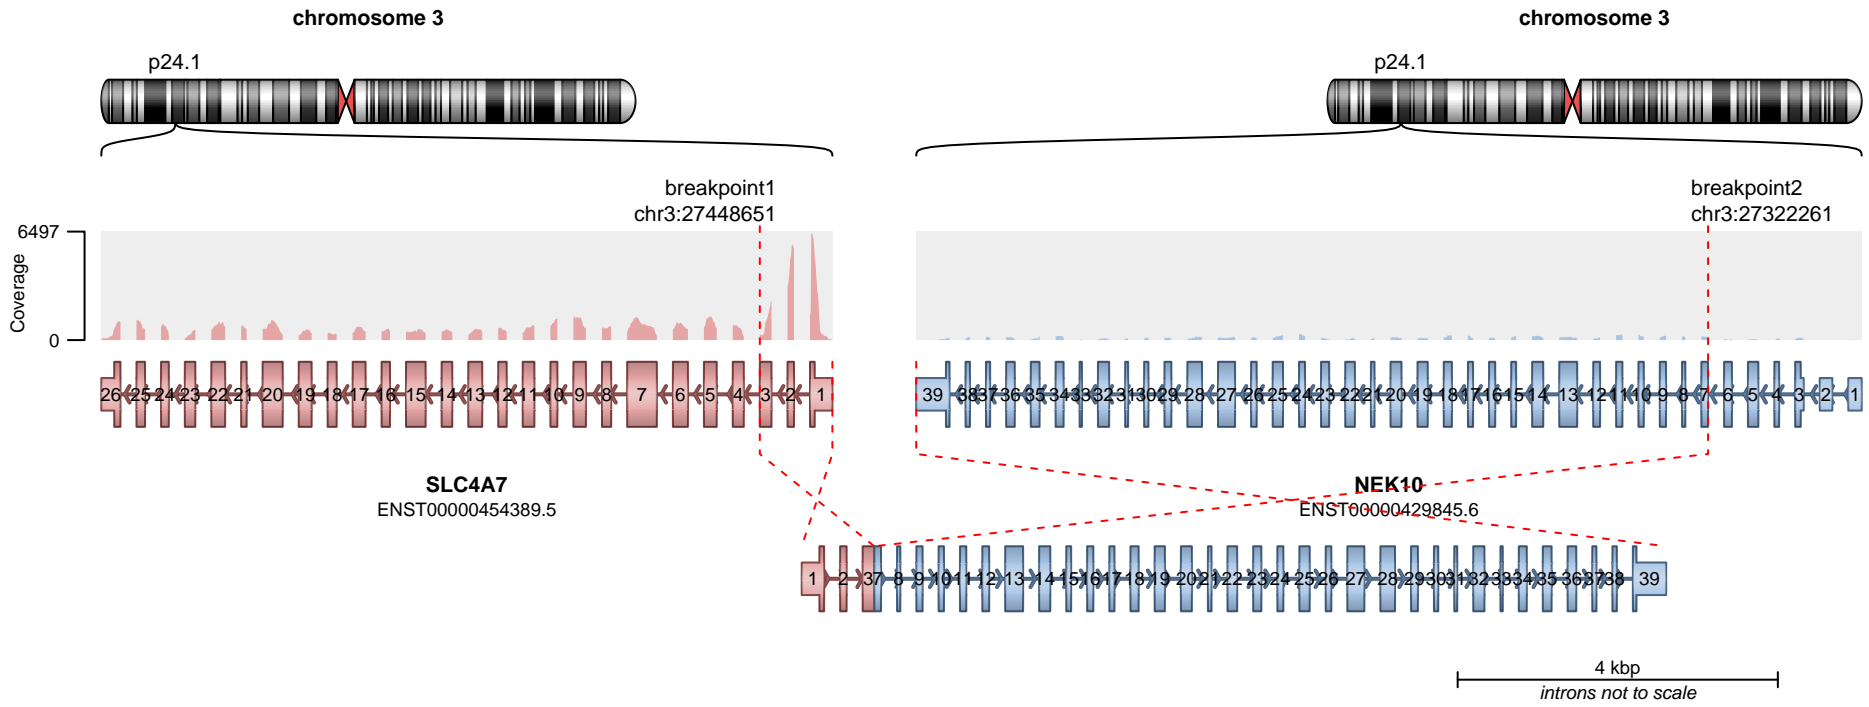 chromosome 3
chromosome 3
p24.1
p24.1
breakpoint1
chr3:27448651
breakpoint2
chr3:27322261
6497
Coverage
0
26 25 24 23 22 21 20 19 18 17 16 15 14 13 12 11 10 9 8 7 6 5 4 3 2 1
39 38 37 36 35 34 33 32 31 30 29 28 27 26 25 24 23 22 21 20 19 18 17 16 15 14 13 12 11 10 9 8 7 6 5 4 3 2 1
SLC4A7
ENST00000454389.5
NEK10
ENST00000429845.6
1 2 3 7 8 9 10 11 12 13 14 15 16 17 18 19 20 21 22 23 24 25 26 27 28 29 30 31 32 33 34 35 36 37 38 39
4 kbp
introns not to scale